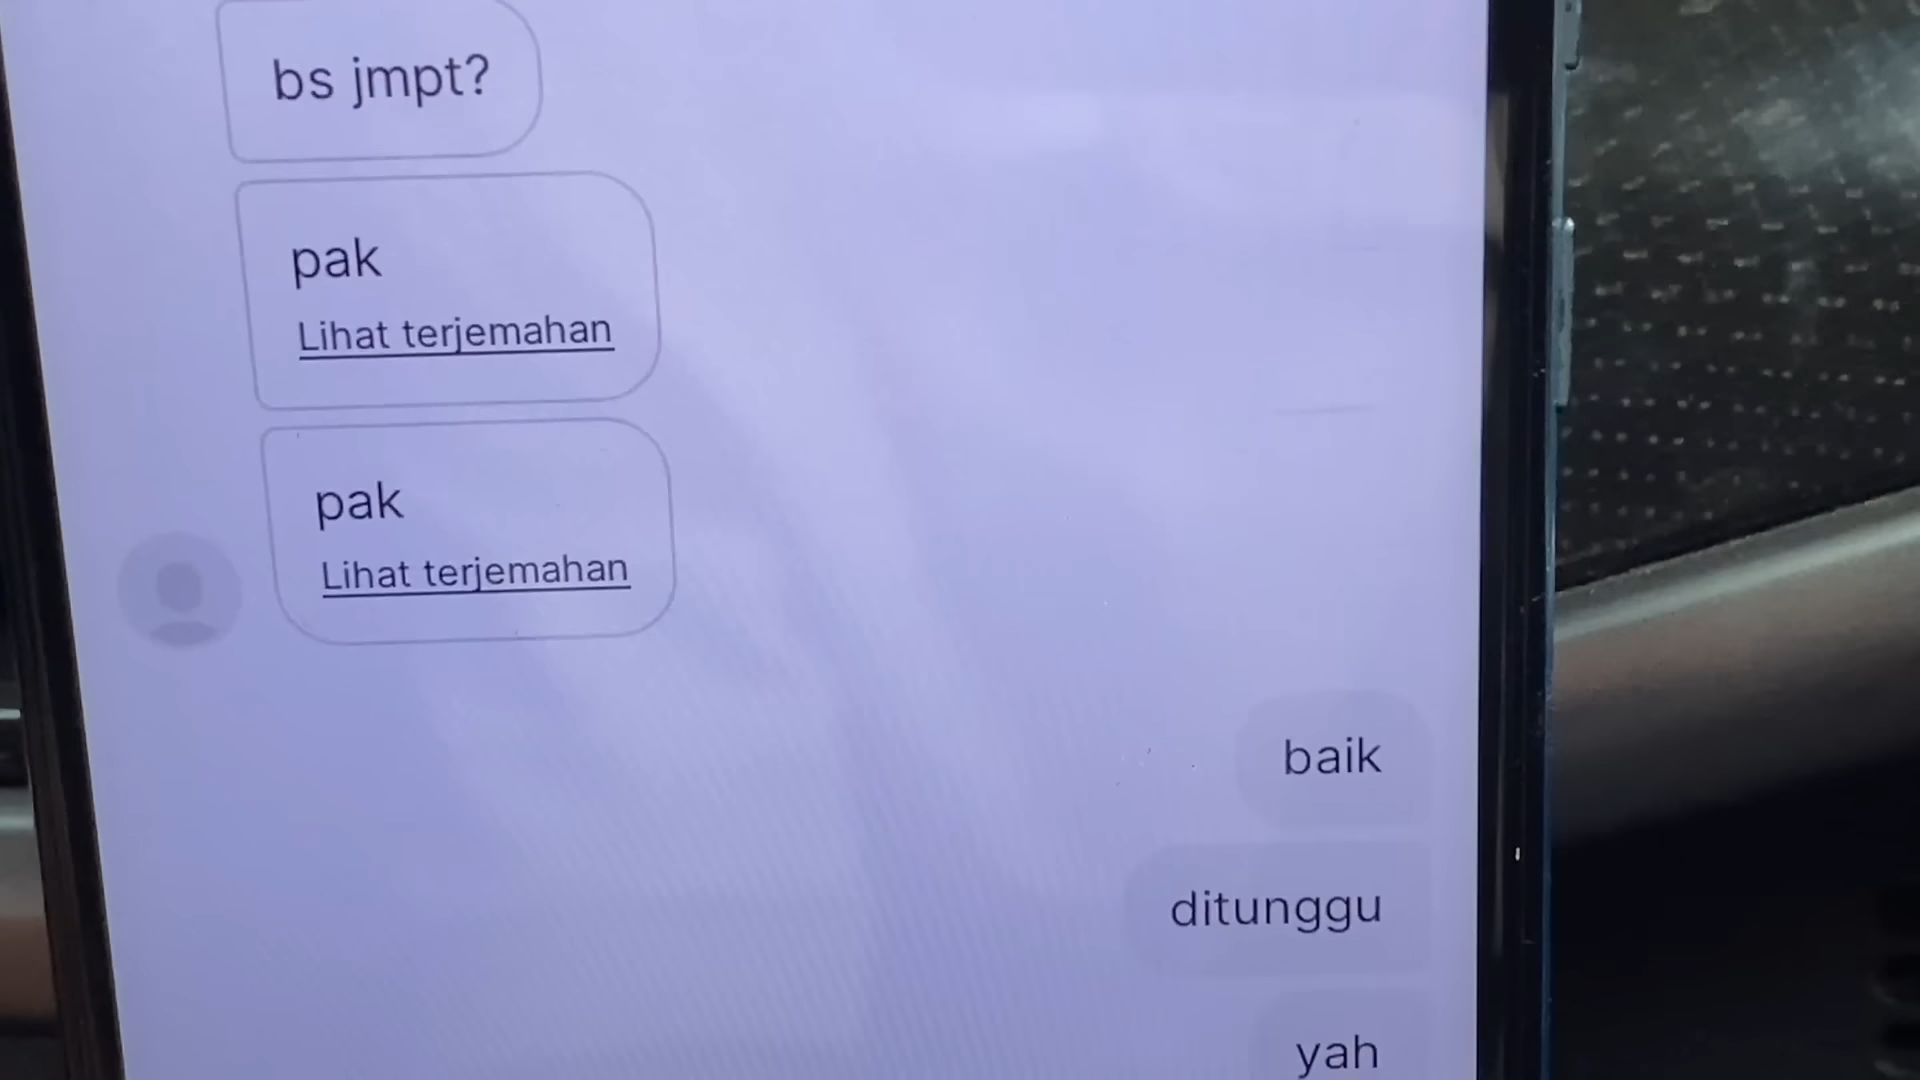 bs jmpt?
pak
Lihat terjemahan
pak
Lihat terjemahan
baik
ditunggu
yah